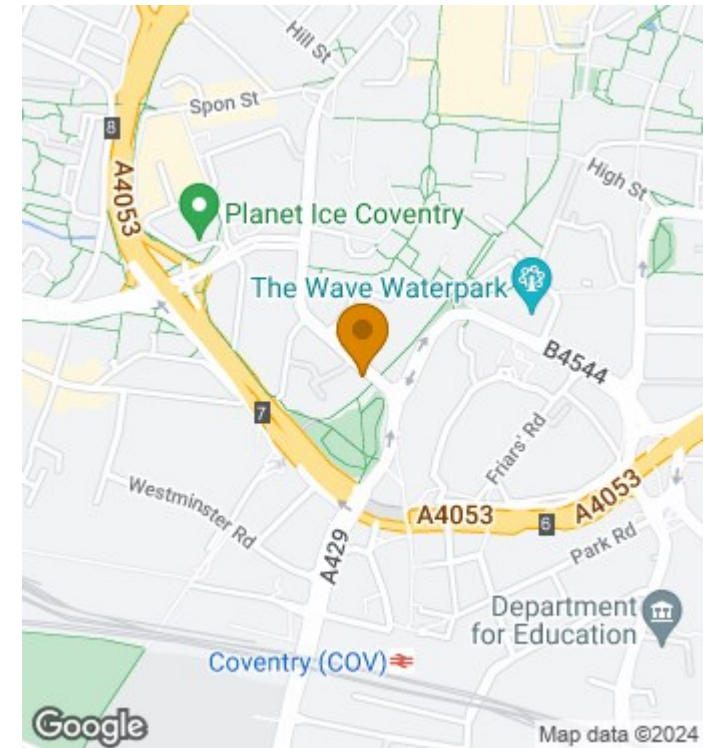 Hill St
Spon St
8
A4053
High St
Planet Ice Coventry
The Wave Waterpark
B4544
7
Friars' Rd
Westminster Rd
A4053
A4053
6
A429
Park Rd
Department
for Education
Coventry (COV)
Google
Map data ©2024